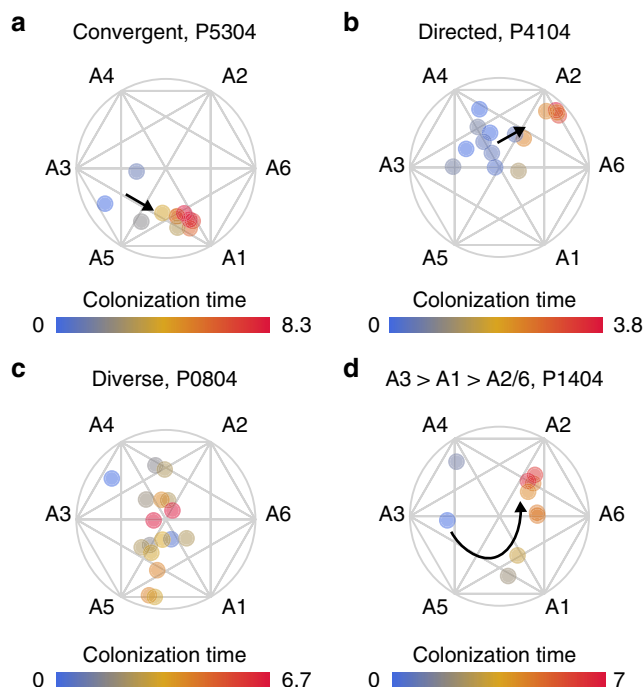 a
Convergent, P5304
A4
A2
A3
A6
A5
A1
Colonization time
0
8.3
b
Directed, P4104
A4
A2
A3
A6
A5
A1
Colonization time
0
3.8
c
Diverse, P0804
A4
A2
A3
A6
A5
A1
Colonization time
0
6.7
d
A3 > A1 > A2/6, P1404
A4
A2
A3
A6
A5
A1
Colonization time
0
7